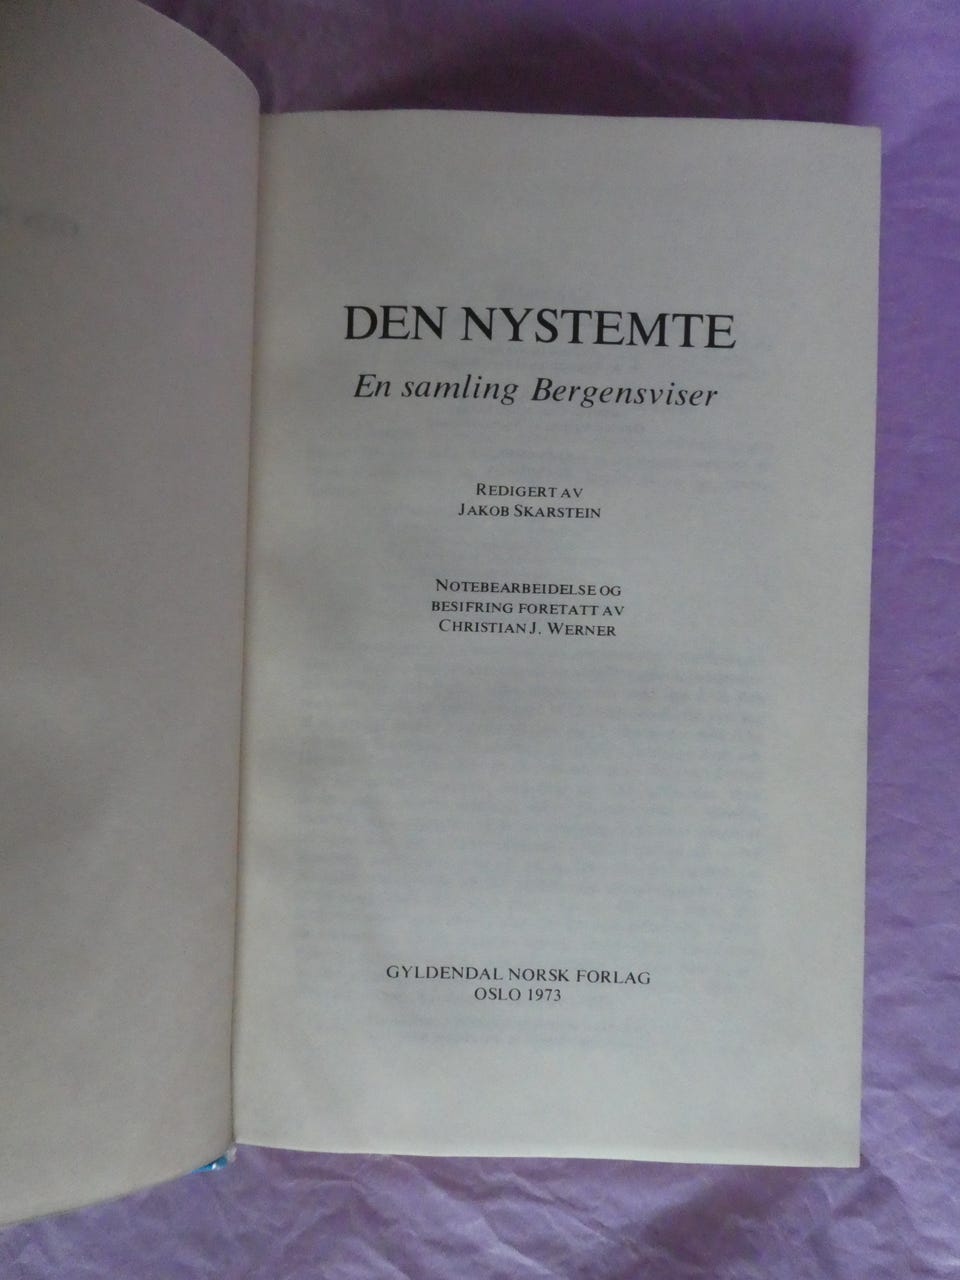 DEN NYSTEMTE
En samling Bergensviser
REDIGERT AV
JAKOB SKARSTEIN
NOTEBEARBEIDELSE OG
BESIFRING FORETATT AV
CHRISTIAN J. WERNER
GYLDENDAL NORSK FORLAG
OSLO 1973